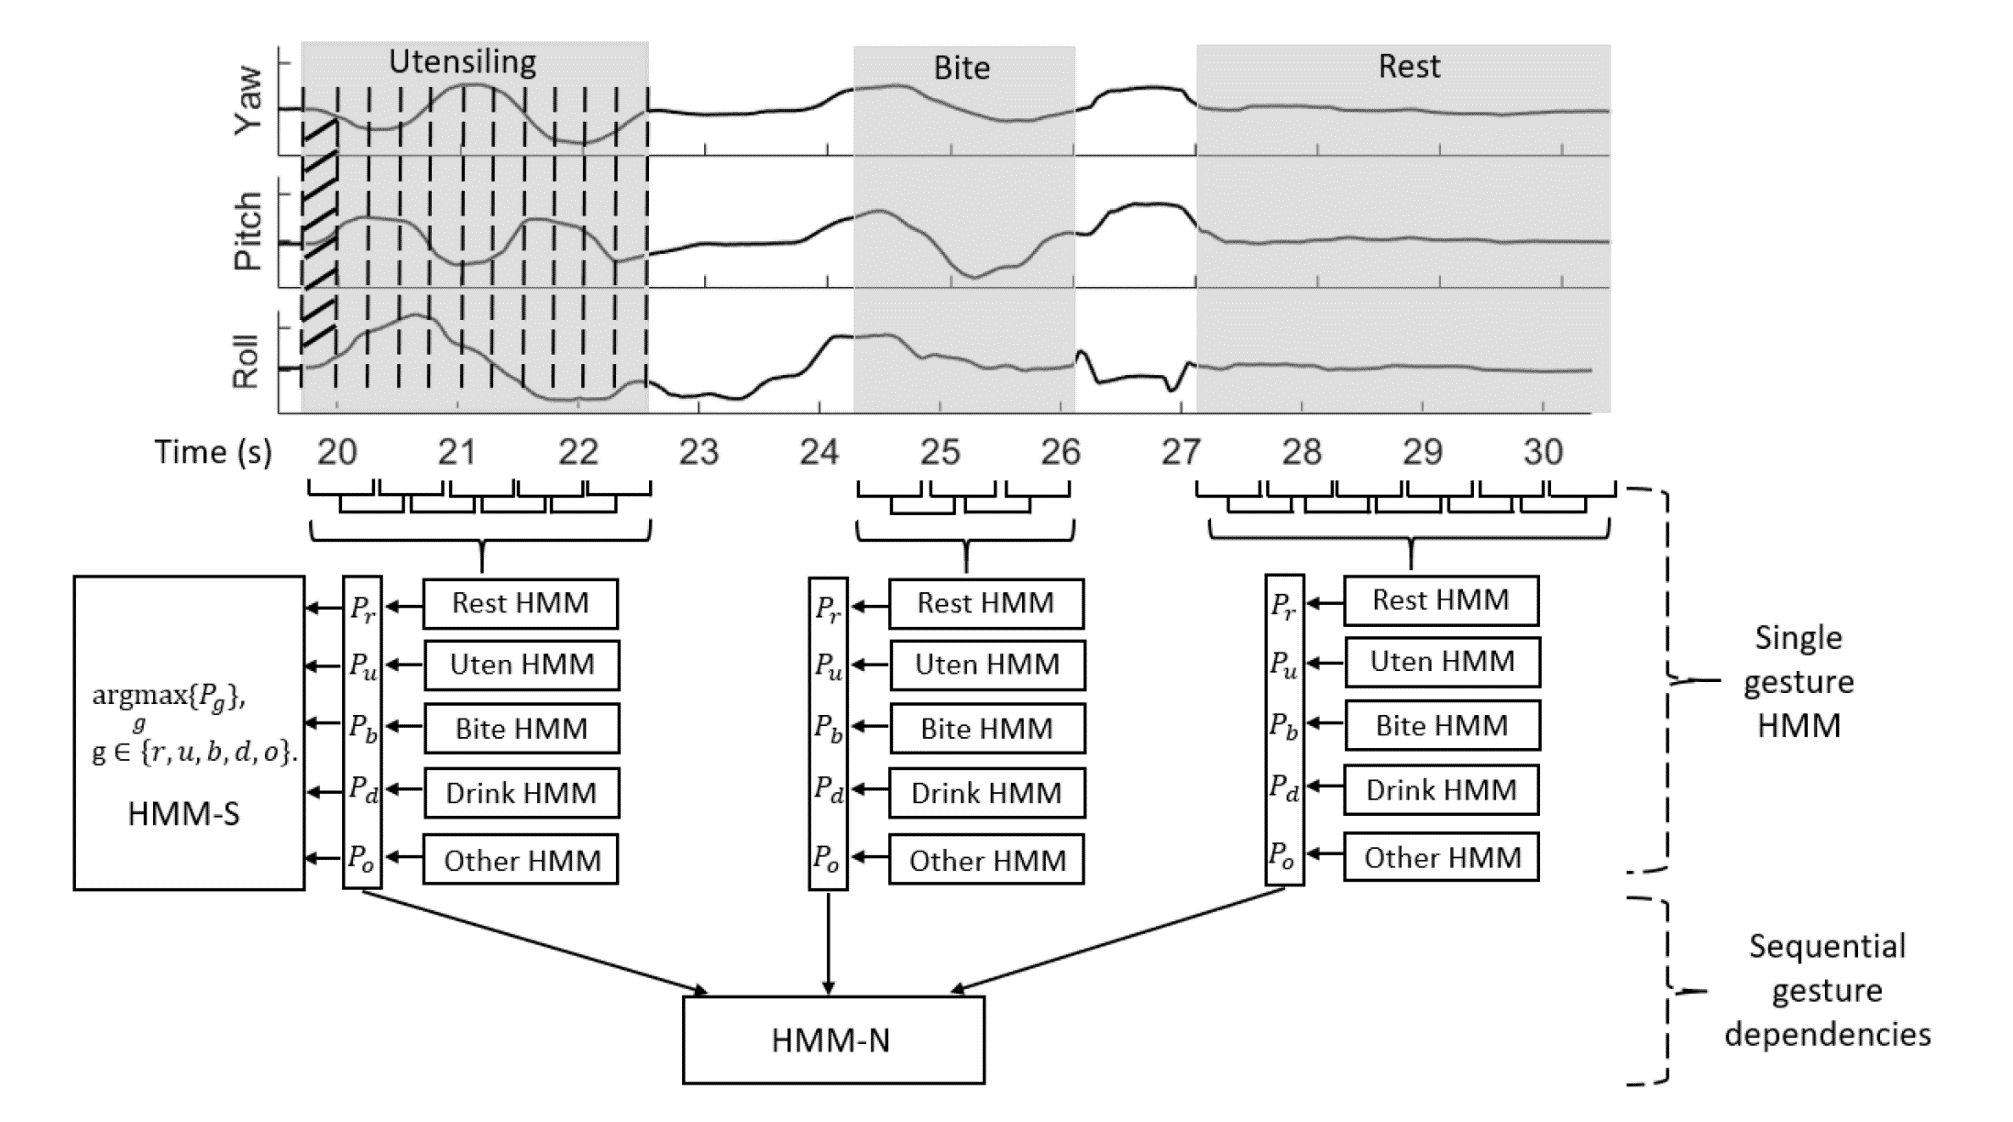 Utensiling
Bite
Rest
Yaw
Pitch
Roll
Time (s) 20 21 22 23 24 25 26 27 28 29 30
P_r Rest HMM P_r Rest HMM P_r Rest HMM
P_u Uten HMM P_u Uten HMM P_u Uten HMM
P_b Bite HMM P_b Bite HMM P_b Bite HMM
P_d Drink HMM P_d Drink HMM P_d Drink HMM
P_o Other HMM P_o Other HMM P_o Other HMM
argmax{P_g},
g
g ∈ {r, u, b, d, o}.
HMM-S
Single
gesture
HMM
HMM-N
Sequential
gesture
dependencies